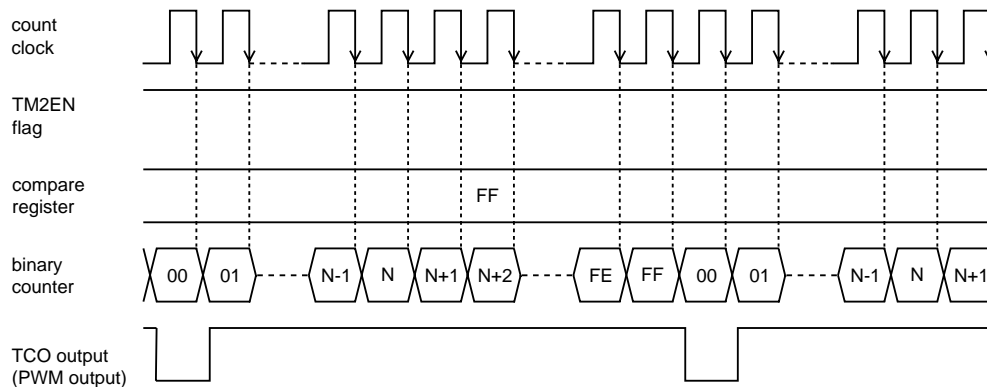 count
clock
TM2EN
flag
compare
register
FF
binary
counter
00 01 N-1 N N+1 N+2 FE FF 00 01 N-1 N N+1
TCO output
(PWM output)